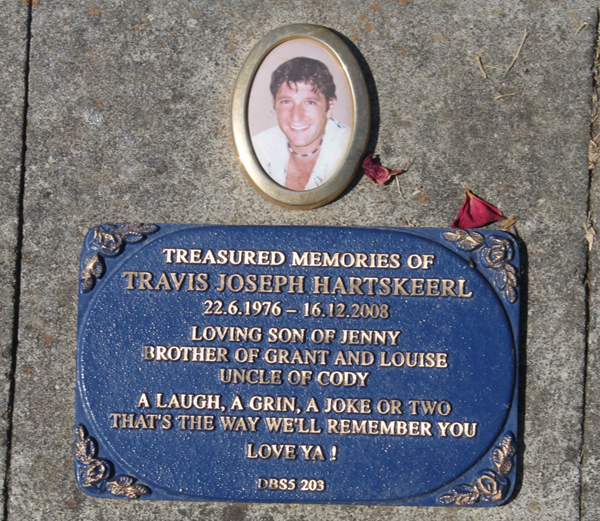 TREASURED MEMORIES OF
TRAVIS JOSEPH HARTSKEERL
22.6.1976 – 16.12.2008
LOVING SON OF JENNY
BROTHER OF GRANT AND LOUISE
UNCLE OF CODY
A LAUGH, A GRIN, A JOKE OR TWO
THAT'S THE WAY WE'LL REMEMBER YOU
LOVE YA !
DBS5 203